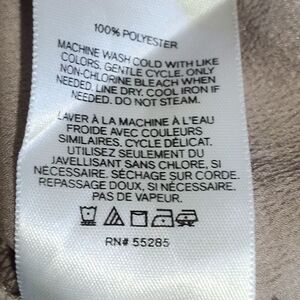 100% POLYESTER
MACHINE WASH COLD WITH LIKE
COLORS. GENTLE CYCLE. ONLY
NON-CHLORINE BLEACH WHEN
NEEDED. LINE DRY. COOL IRON IF
NEEDED. DO NOT STEAM.
LAVER À LA MACHINE À L'EAU
FROIDE AVEC COULEURS
SIMILAIRES. CYCLE DÉLICAT.
UTILISEZ SEULEMENT DU
JAVELLISANT SANS CHLORE, SI
NECESSAIRE. SÉCHAGE SUR CORDE.
REPASSAGE DOUX, SI NÉCESSAIRE.
PAS DE VAPEUR.
RN# 55285